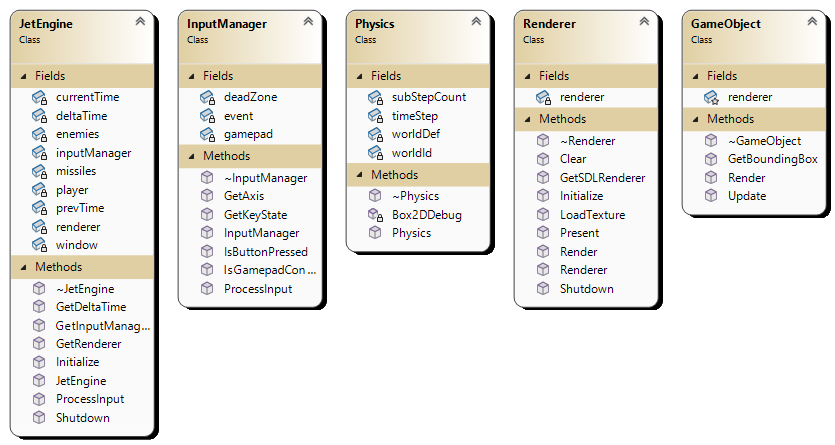 JetEngine
Class
Fields
currentTime
deltaTime
enemies
inputManager
missiles
player
prevTime
renderer
window
Methods
~JetEngine
GetDeltaTime
GetInputManag...
GetRenderer
Initialize
JetEngine
ProcessInput
Shutdown
InputManager
Class
Fields
deadZone
event
gamepad
Methods
~InputManager
GetAxis
GetKeyState
InputManager
IsButtonPressed
IsGamepadCon...
ProcessInput
Physics
Class
Fields
subStepCount
timeStep
worldDef
worldId
Methods
~Physics
Box2DDebug
Physics
Renderer
Class
Fields
renderer
Methods
~Renderer
Clear
GetSDLRenderer
Initialize
LoadTexture
Present
Render
Renderer
Shutdown
GameObject
Class
Fields
renderer
Methods
~GameObject
GetBoundingBox
Render
Update